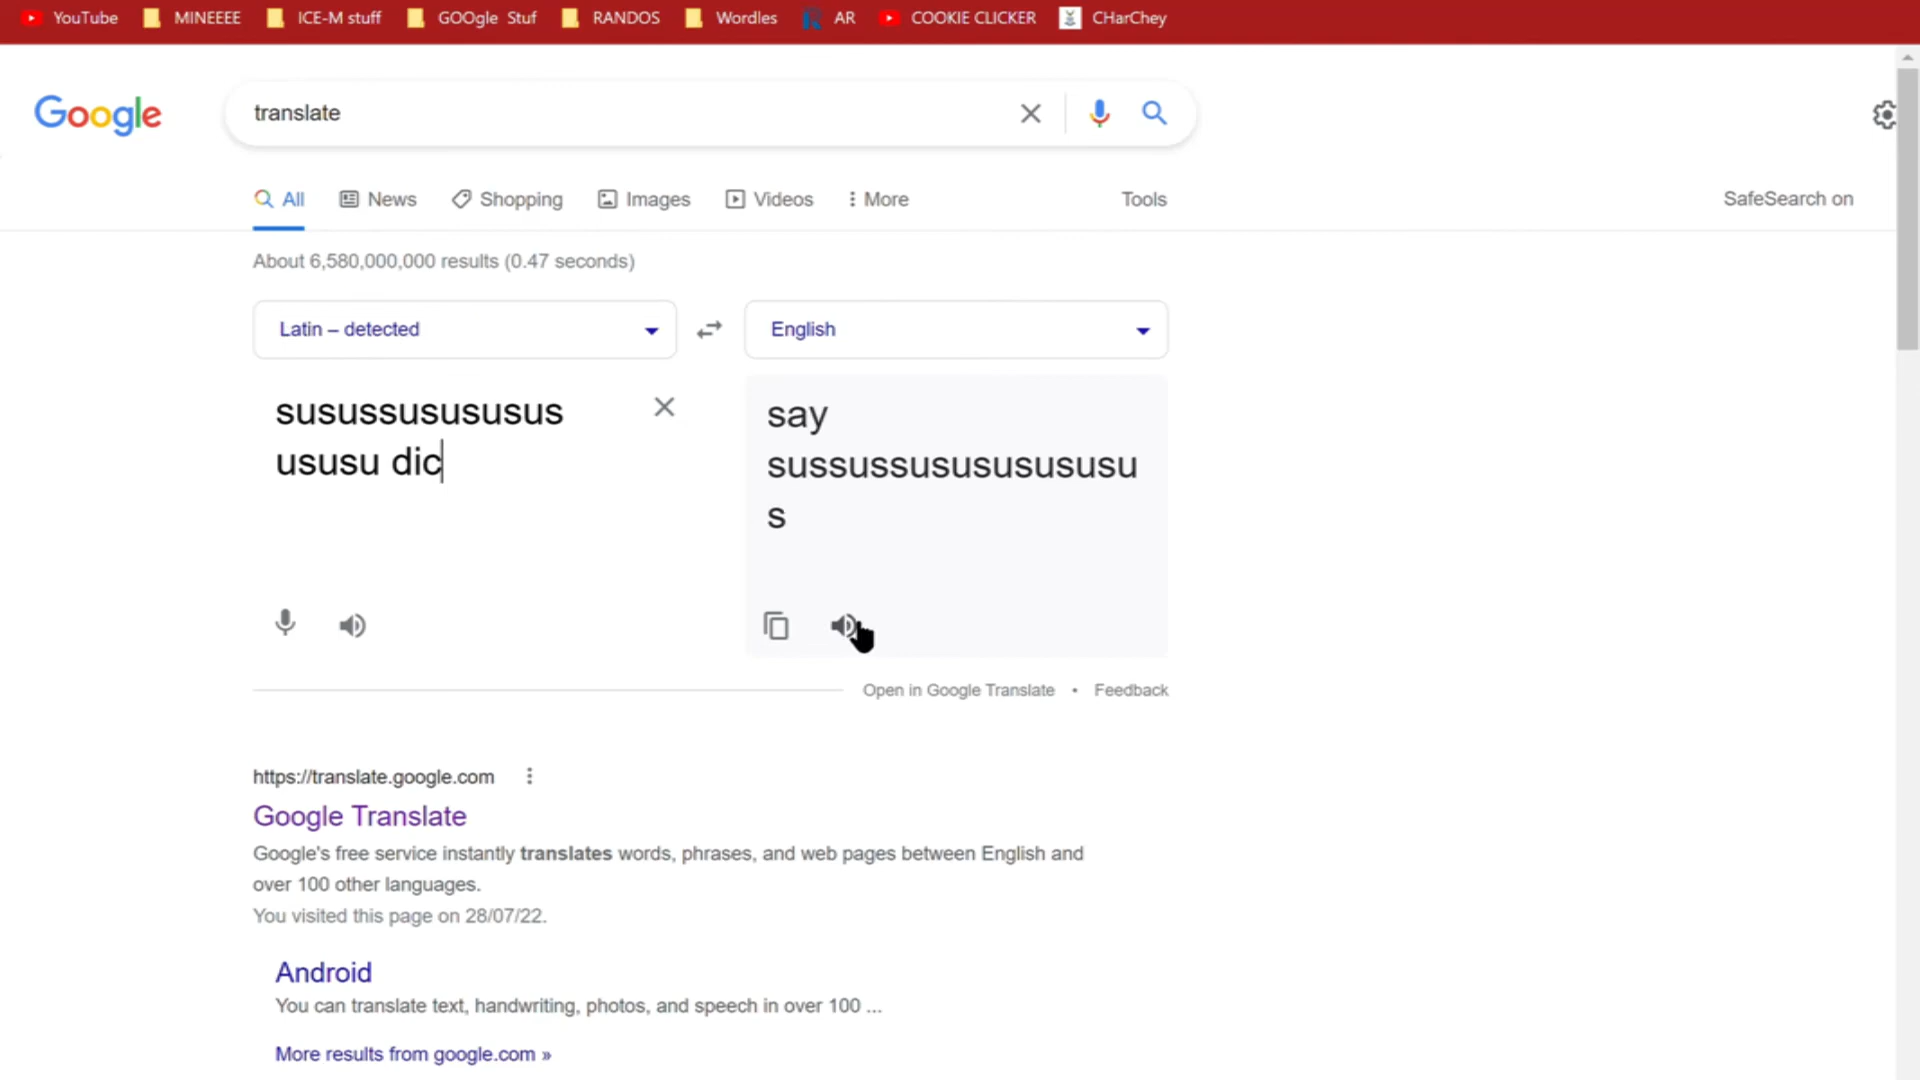 YouTube MINEEEE ICE-M stuff GOOgle Stuf RANDOS Wordles AR COOKIE CLICKER CHarChey
Google translate
All News Shopping Images Videos More Tools SafeSearch on
About 6,580,000,000 results (0.47 seconds)
Latin – detected English
susussusususus
ususu dic
say
sussussusususususu
s
Open in Google Translate • Feedback
https://translate.google.com
Google Translate
Google's free service instantly translates words, phrases, and web pages between English and
over 100 other languages.
You visited this page on 28/07/22.
Android
You can translate text, handwriting, photos, and speech in over 100 ...
More results from google.com »